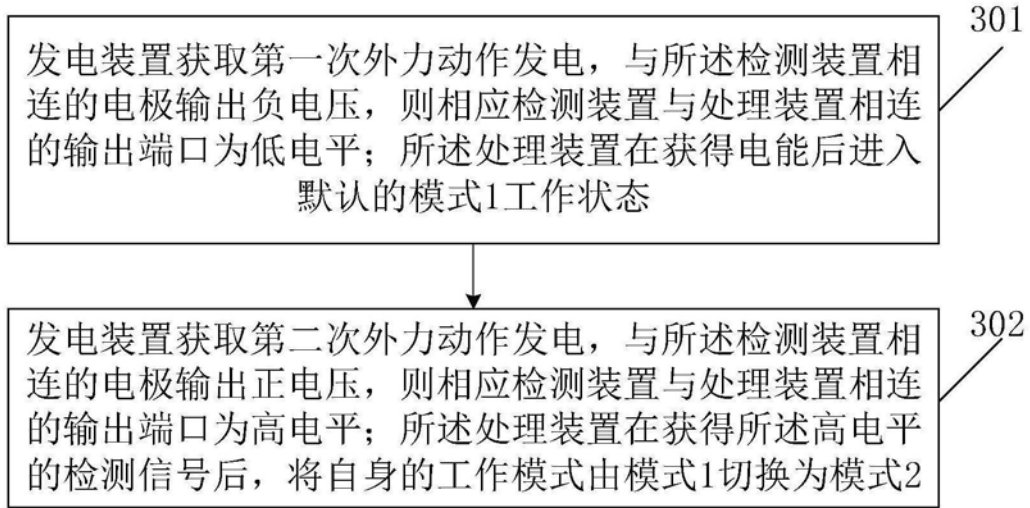 301
发电装置获取第一次外力动作发电，与所述检测装置相
连的电极输出负电压，则相应检测装置与处理装置相连
的输出端口为低电平；所述处理装置在获得电能后进入
默认的模式1工作状态
302
发电装置获取第二次外力动作发电，与所述检测装置相
连的电极输出正电压，则相应检测装置与处理装置相连
的输出端口为高电平；所述处理装置在获得所述高电平
的检测信号后，将自身的工作模式由模式1切换为模式2